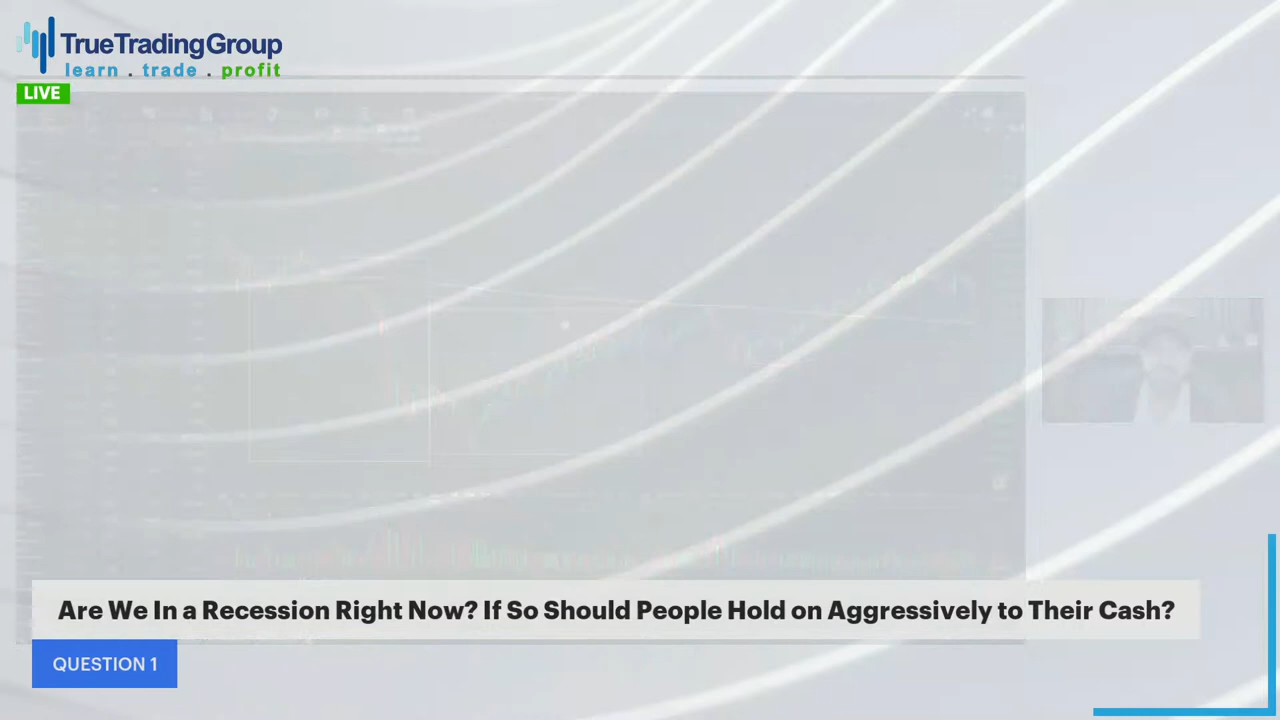 TrueTradingGroup
learn . trade . profit
LIVE
Are We In a Recession Right Now? If So Should People Hold on Aggressively to Their Cash?
QUESTION 1